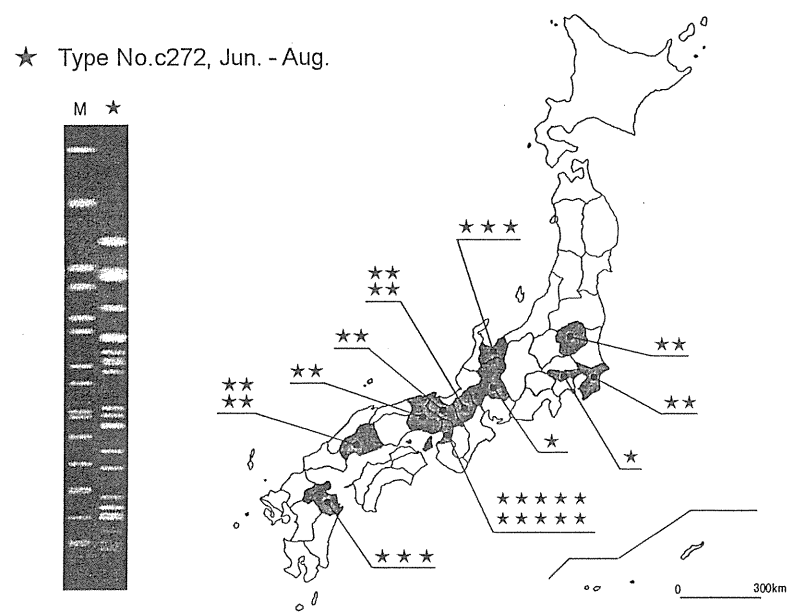 ★ Type No.c272, Jun. - Aug.
M ★
★ ★ ★
★★
★★
★★
★★
★★
★★
★★
★★
★★
★
★
★★★★★
★★★★★
★ ★ ★
0 300km